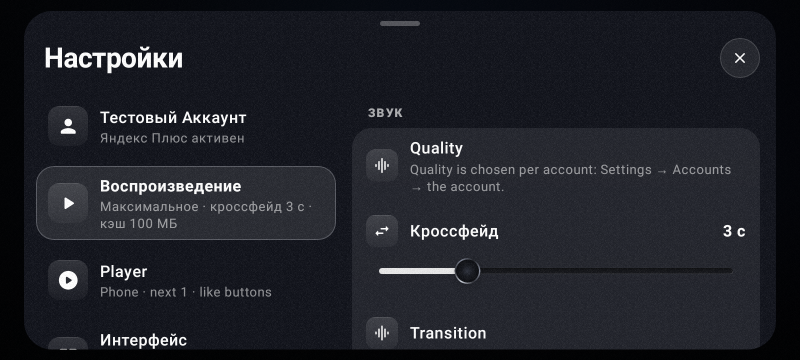 Настройки
Тестовый Аккаунт
Яндекс Плюс активен
Воспроизведение
Максимальное · кроссфейд 3 с ·
кэш 100 МБ
Player
Phone · next 1 · like buttons
Интерфейс
ЗВУК
Quality
Quality is chosen per account: Settings → Accounts
→ the account.
Кроссфейд
3 с
Transition